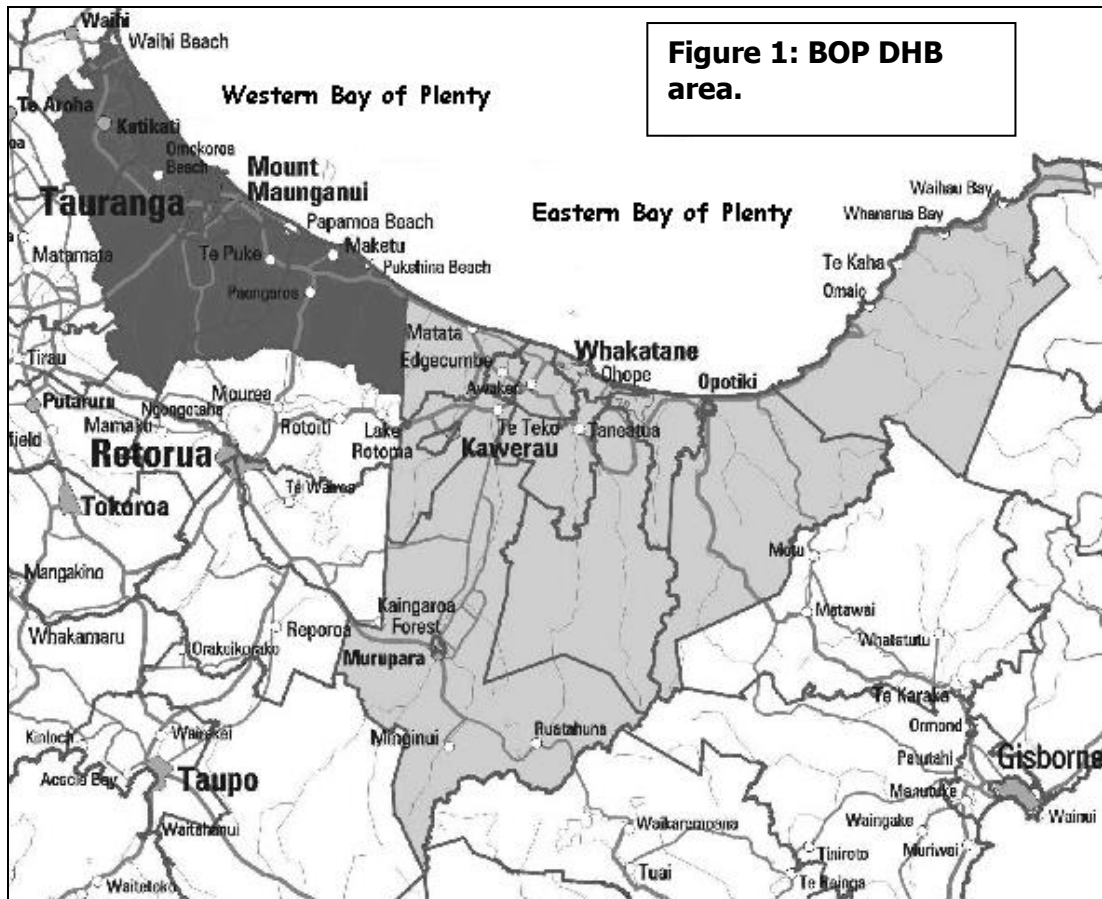 Waihi
Waihi Beach
Figure 1: BOP DHB
area.
Western Bay of Plenty
Te Aroha
Katikati
Omokoroa
Beach
Mount
Maunganui
Tauranga
Papamoa Beach
Maketu
Te Puke
Pukehina Beach
Matamata
Paengaroa
Eastern Bay of Plenty
Waihau Bay
Whanarua Bay
Te Kaha
Omaio
Matata
Whakatane
Edgecumbe
Ohope
Opotiki
Awakeri
Tirau
Putaruru
Mourea
Ngongotaha
Mamaku
Rotoiti
Lake
Rotoma
Te Teko
Taneatua
Kawerau
field
Rotorua
Te Wairoa
Tokoroa
Motu
Mangakino
Kaingaroa
Forest
Matawai
Whakamaru
Reporoa
Orakeikorako
Murupara
Whatatutu
Te Karaka
Ormond
Ruatahuna
Minginui
Kinloch
Wairakei
Patutahi
Gisborne
Acacia Bay
Taupo
Manutuke
Wainui
Waitahanui
Waikaremoana
Waingake
Tiniroto
Muriwai
Tuai
Te Reinga
Waitetoko